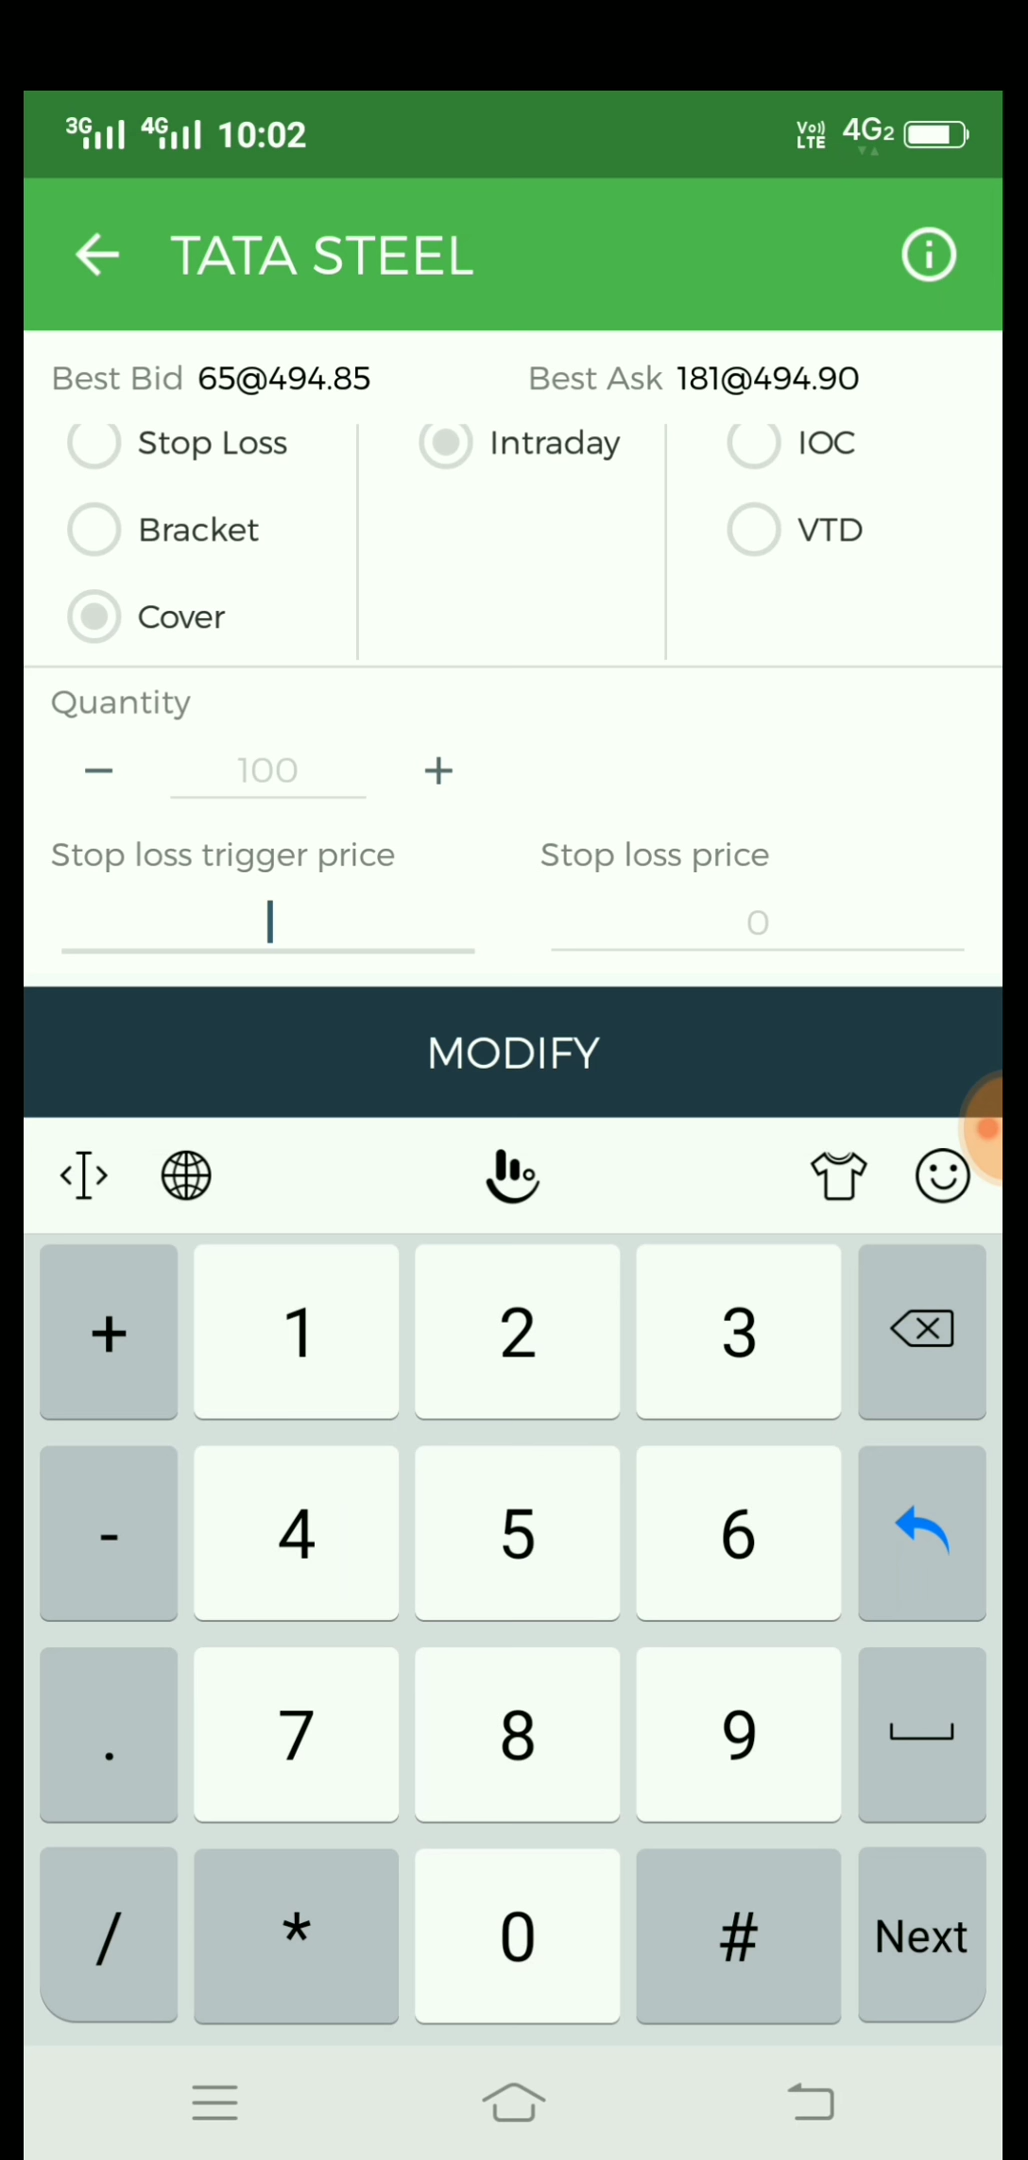 3G 4G 10:02 Vo)) LTE 4G2
TATA STEEL
Best Bid 65@494.85 Best Ask 181@494.90
Stop Loss Intraday IOC
Bracket VTD
Cover
Quantity
− 100 +
Stop loss trigger price Stop loss price
0
MODIFY
+ 1 2 3
- 4 5 6
. 7 8 9
/ * 0 # Next